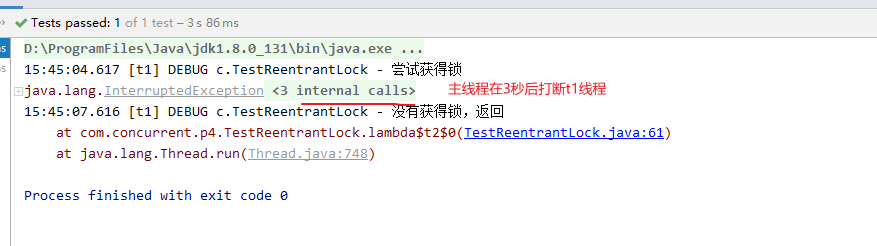 Tests passed: 1 of 1 test – 3 s 86 ms
D:\ProgramFiles\Java\jdk1.8.0_131\bin\java.exe ...
15:45:04.617 [t1] DEBUG c.TestReentrantLock - 尝试获得锁
java.lang.InterruptedException <3 internal calls> 主线程在3秒后打断t1线程
15:45:07.616 [t1] DEBUG c.TestReentrantLock - 没有获得锁，返回
at com.concurrent.p4.TestReentrantLock.lambda$t2$0(TestReentrantLock.java:61)
at java.lang.Thread.run(Thread.java:748)
Process finished with exit code 0